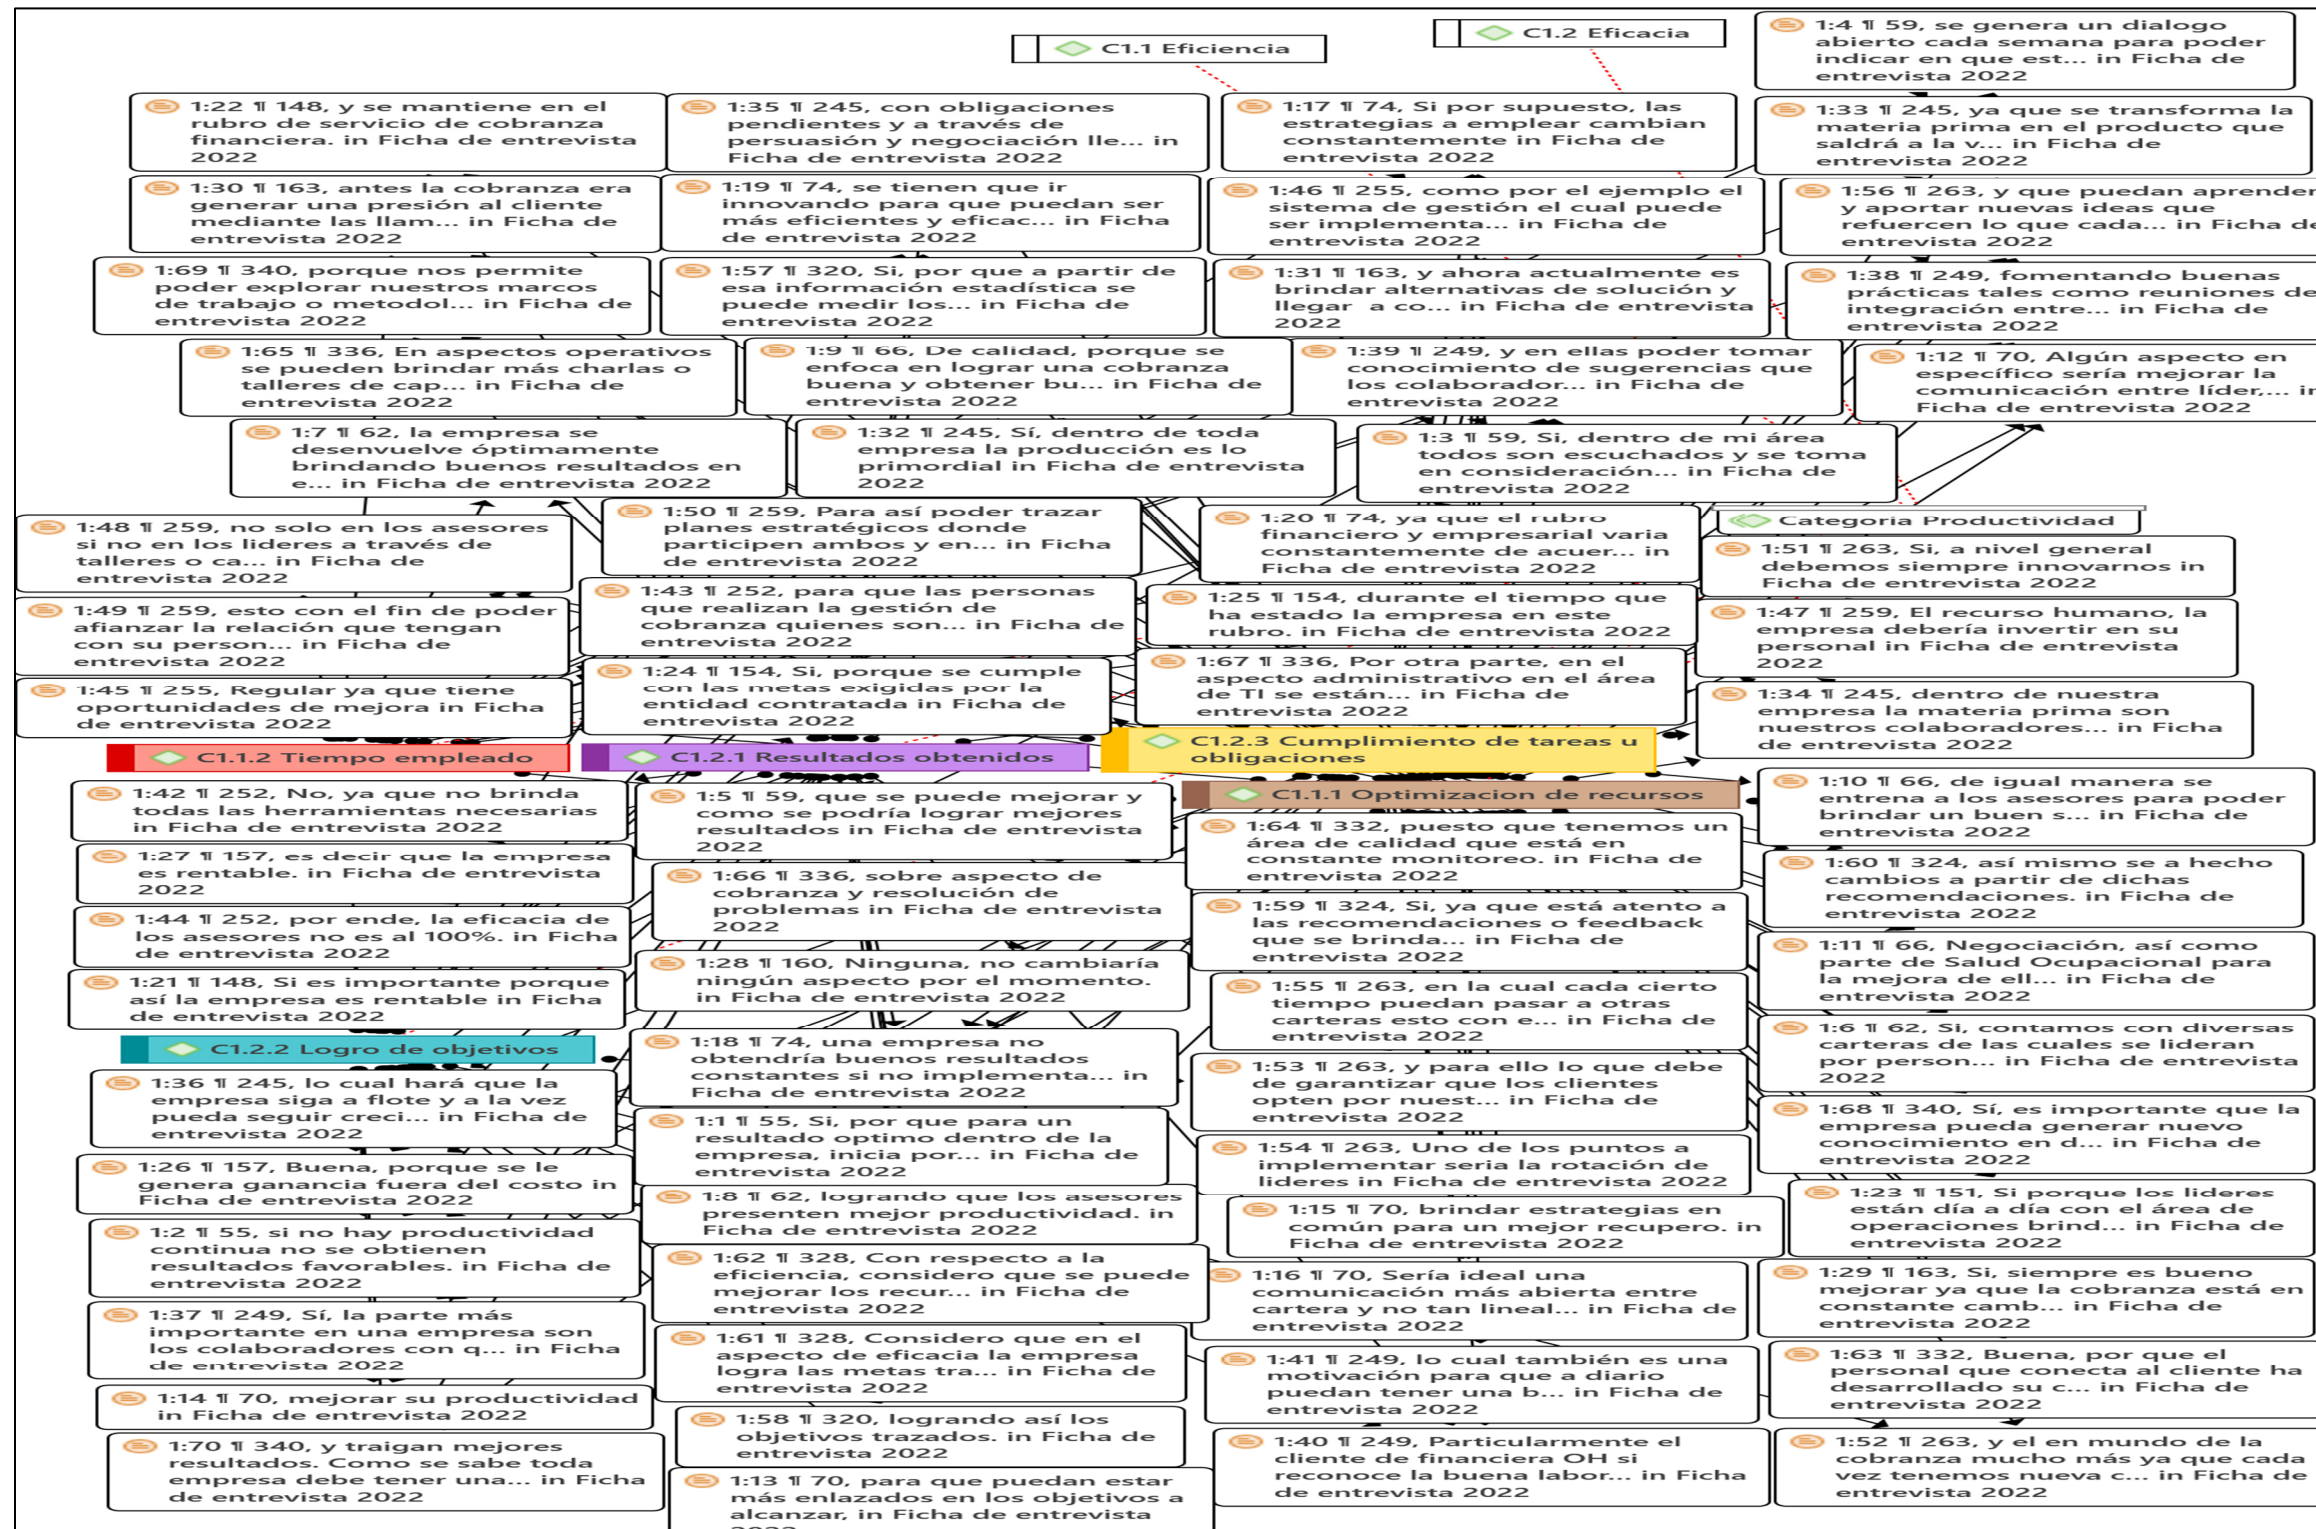 C1.1 Eficiencia
C1.2 Eficacia
1:4 ¶ 59, se genera un dialogo
abierto cada semana para poder
indicar en que est... in Ficha de
entrevista 2022
1:22 ¶ 148, y se mantiene en el
rubro de servicio de cobranza
financiera. in Ficha de entrevista
2022
1:35 ¶ 245, con obligaciones
pendientes y a través de
persuasión y negociación lle... in
Ficha de entrevista 2022
1:17 ¶ 74, Si por supuesto, las
estrategias a emplear cambian
constantemente in Ficha de
entrevista 2022
1:33 ¶ 245, ya que se transforma la
materia prima en el producto que
saldrá a la v... in Ficha de
entrevista 2022
1:30 ¶ 163, antes la cobranza era
generar una presión al cliente
mediante las llam... in Ficha de
entrevista 2022
1:19 ¶ 74, se tienen que ir
innovando para que puedan ser
más eficientes y eficac... in Ficha
de entrevista 2022
1:46 ¶ 255, como por el ejemplo el
sistema de gestión el cual puede
ser implementa... in Ficha de
entrevista 2022
1:56 ¶ 263, y que puedan aprender
y aportar nuevas ideas que
refuercen lo que cada... in Ficha de
entrevista 2022
1:69 ¶ 340, porque nos permite
poder explorar nuestros marcos
de trabajo o metodol... in Ficha de
entrevista 2022
1:57 ¶ 320, Si, por que a partir de
esa información estadística se
puede medir los... in Ficha de
entrevista 2022
1:31 ¶ 163, y ahora actualmente es
brindar alternativas de solución y
llegar a co... in Ficha de entrevista
2022
1:38 ¶ 249, fomentando buenas
prácticas tales como reuniones de
integración entre... in Ficha de
entrevista 2022
1:65 ¶ 336, En aspectos operativos
se pueden brindar más charlas o
talleres de cap... in Ficha de
entrevista 2022
1:9 ¶ 66, De calidad, porque se
enfoca en lograr una cobranza
buena y obtener bu... in Ficha de
entrevista 2022
1:39 ¶ 249, y en ellas poder tomar
conocimiento de sugerencias que
los colaborador... in Ficha de
entrevista 2022
1:12 ¶ 70, Algún aspecto en
específico sería mejorar la
comunicación entre líder,... in
Ficha de entrevista 2022
1:7 ¶ 62, la empresa se
desenvuelve óptimamente
brindando buenos resultados en
e... in Ficha de entrevista 2022
1:32 ¶ 245, Sí, dentro de toda
empresa la producción es lo
primordial in Ficha de entrevista
2022
1:3 ¶ 59, Si, dentro de mi área
todos son escuchados y se toma
en consideración... in Ficha de
entrevista 2022
1:48 ¶ 259, no solo en los asesores
si no en los lideres a través de
talleres o ca... in Ficha de
entrevista 2022
1:50 ¶ 259, Para así poder trazar
planes estratégicos donde
participen ambos y en... in Ficha
de entrevista 2022
1:20 ¶ 74, ya que el rubro
financiero y empresarial varia
constantemente de acuer... in
Ficha de entrevista 2022
Categoria Productividad
1:51 ¶ 263, Si, a nivel general
debemos siempre innovarnos in
Ficha de entrevista 2022
1:49 ¶ 259, esto con el fin de poder
afianzar la relación que tengan
con su person... in Ficha de
entrevista 2022
1:43 ¶ 252, para que las personas
que realizan la gestión de
cobranza quienes son... in Ficha de
entrevista 2022
1:25 ¶ 154, durante el tiempo que
ha estado la empresa en este
rubro. in Ficha de entrevista 2022
1:47 ¶ 259, El recurso humano, la
empresa debería invertir en su
personal in Ficha de entrevista
2022
1:45 ¶ 255, Regular ya que tiene
oportunidades de mejora in Ficha
de entrevista 2022
1:24 ¶ 154, Si, porque se cumple
con las metas exigidas por la
entidad contratada in Ficha de
entrevista 2022
1:67 ¶ 336, Por otra parte, en el
aspecto administrativo en el área
de TI se están... in Ficha de
entrevista 2022
1:34 ¶ 245, dentro de nuestra
empresa la materia prima son
nuestros colaboradores... in Ficha
de entrevista 2022
C1.1.2 Tiempo empleado
C1.2.1 Resultados obtenidos
C1.2.3 Cumplimiento de tareas u
obligaciones
C1.1.1 Optimizacion de recursos
1:42 ¶ 252, No, ya que no brinda
todas las herramientas necesarias
in Ficha de entrevista 2022
1:5 ¶ 59, que se puede mejorar y
como se podría lograr mejores
resultados in Ficha de entrevista
2022
1:64 ¶ 332, puesto que tenemos un
área de calidad que está en
constante monitoreo. in Ficha de
entrevista 2022
1:10 ¶ 66, de igual manera se
entrena a los asesores para poder
brindar un buen s... in Ficha de
entrevista 2022
1:27 ¶ 157, es decir que la empresa
es rentable. in Ficha de entrevista
2022
1:66 ¶ 336, sobre aspecto de
cobranza y resolución de
problemas in Ficha de entrevista
2022
1:59 ¶ 324, Si, ya que está atento a
las recomendaciones o feedback
que se brinda... in Ficha de
entrevista 2022
1:60 ¶ 324, así mismo se a hecho
cambios a partir de dichas
recomendaciones. in Ficha de
entrevista 2022
1:44 ¶ 252, por ende, la eficacia de
los asesores no es al 100%. in Ficha
de entrevista 2022
1:28 ¶ 160, Ninguna, no cambiaría
ningún aspecto por el momento.
in Ficha de entrevista 2022
1:55 ¶ 263, en la cual cada cierto
tiempo puedan pasar a otras
carteras esto con e... in Ficha de
entrevista 2022
1:11 ¶ 66, Negociación, así como
parte de Salud Ocupacional para
la mejora de ell... in Ficha de
entrevista 2022
1:21 ¶ 148, Si es importante porque
así la empresa es rentable in Ficha
de entrevista 2022
C1.2.2 Logro de objetivos
1:18 ¶ 74, una empresa no
obtendría buenos resultados
constantes si no implementa... in
Ficha de entrevista 2022
1:53 ¶ 263, y para ello lo que debe
de garantizar que los clientes
opten por nuest... in Ficha de
entrevista 2022
1:6 ¶ 62, Si, contamos con diversas
carteras de las cuales se lideran
por person... in Ficha de entrevista
2022
1:36 ¶ 245, lo cual hará que la
empresa siga a flote y a la vez
pueda seguir creci... in Ficha de
entrevista 2022
1:1 ¶ 55, Si, por que para un
resultado optimo dentro de la
empresa, inicia por... in Ficha de
entrevista 2022
1:54 ¶ 263, Uno de los puntos a
implementar seria la rotación de
lideres in Ficha de entrevista 2022
1:68 ¶ 340, Sí, es importante que la
empresa pueda generar nuevo
conocimiento en d... in Ficha de
entrevista 2022
1:26 ¶ 157, Buena, porque se le
genera ganancia fuera del costo in
Ficha de entrevista 2022
1:8 ¶ 62, logrando que los asesores
presenten mejor productividad. in
Ficha de entrevista 2022
1:15 ¶ 70, brindar estrategias en
común para un mejor recupero. in
Ficha de entrevista 2022
1:23 ¶ 151, Si porque los lideres
están día a día con el área de
operaciones brind... in Ficha de
entrevista 2022
1:2 ¶ 55, si no hay productividad
continua no se obtienen
resultados favorables. in Ficha de
entrevista 2022
1:62 ¶ 328, Con respecto a la
eficiencia, considero que se puede
mejorar los recur... in Ficha de
entrevista 2022
1:16 ¶ 70, Sería ideal una
comunicación más abierta entre
cartera y no tan lineal... in Ficha de
entrevista 2022
1:29 ¶ 163, Si, siempre es bueno
mejorar ya que la cobranza está en
constante camb... in Ficha de
entrevista 2022
1:37 ¶ 249, Sí, la parte más
importante en una empresa son
los colaboradores con q... in Ficha
de entrevista 2022
1:61 ¶ 328, Considero que en el
aspecto de eficacia la empresa
logra las metas tra... in Ficha de
entrevista 2022
1:41 ¶ 249, lo cual también es una
motivación para que a diario
puedan tener una b... in Ficha de
entrevista 2022
1:63 ¶ 332, Buena, por que el
personal que conecta al cliente ha
desarrollado su c... in Ficha de
entrevista 2022
1:14 ¶ 70, mejorar su productividad
in Ficha de entrevista 2022
1:58 ¶ 320, logrando así los
objetivos trazados. in Ficha de
entrevista 2022
1:40 ¶ 249, Particularmente el
cliente de financiera OH si
reconoce la buena labor... in Ficha
de entrevista 2022
1:52 ¶ 263, y el en mundo de la
cobranza mucho más ya que cada
vez tenemos nueva c... in Ficha de
entrevista 2022
1:70 ¶ 340, y traigan mejores
resultados. Como se sabe toda
empresa debe tener una... in Ficha
de entrevista 2022
1:13 ¶ 70, para que puedan estar
más enlazados en los objetivos a
alcanzar, in Ficha de entrevista